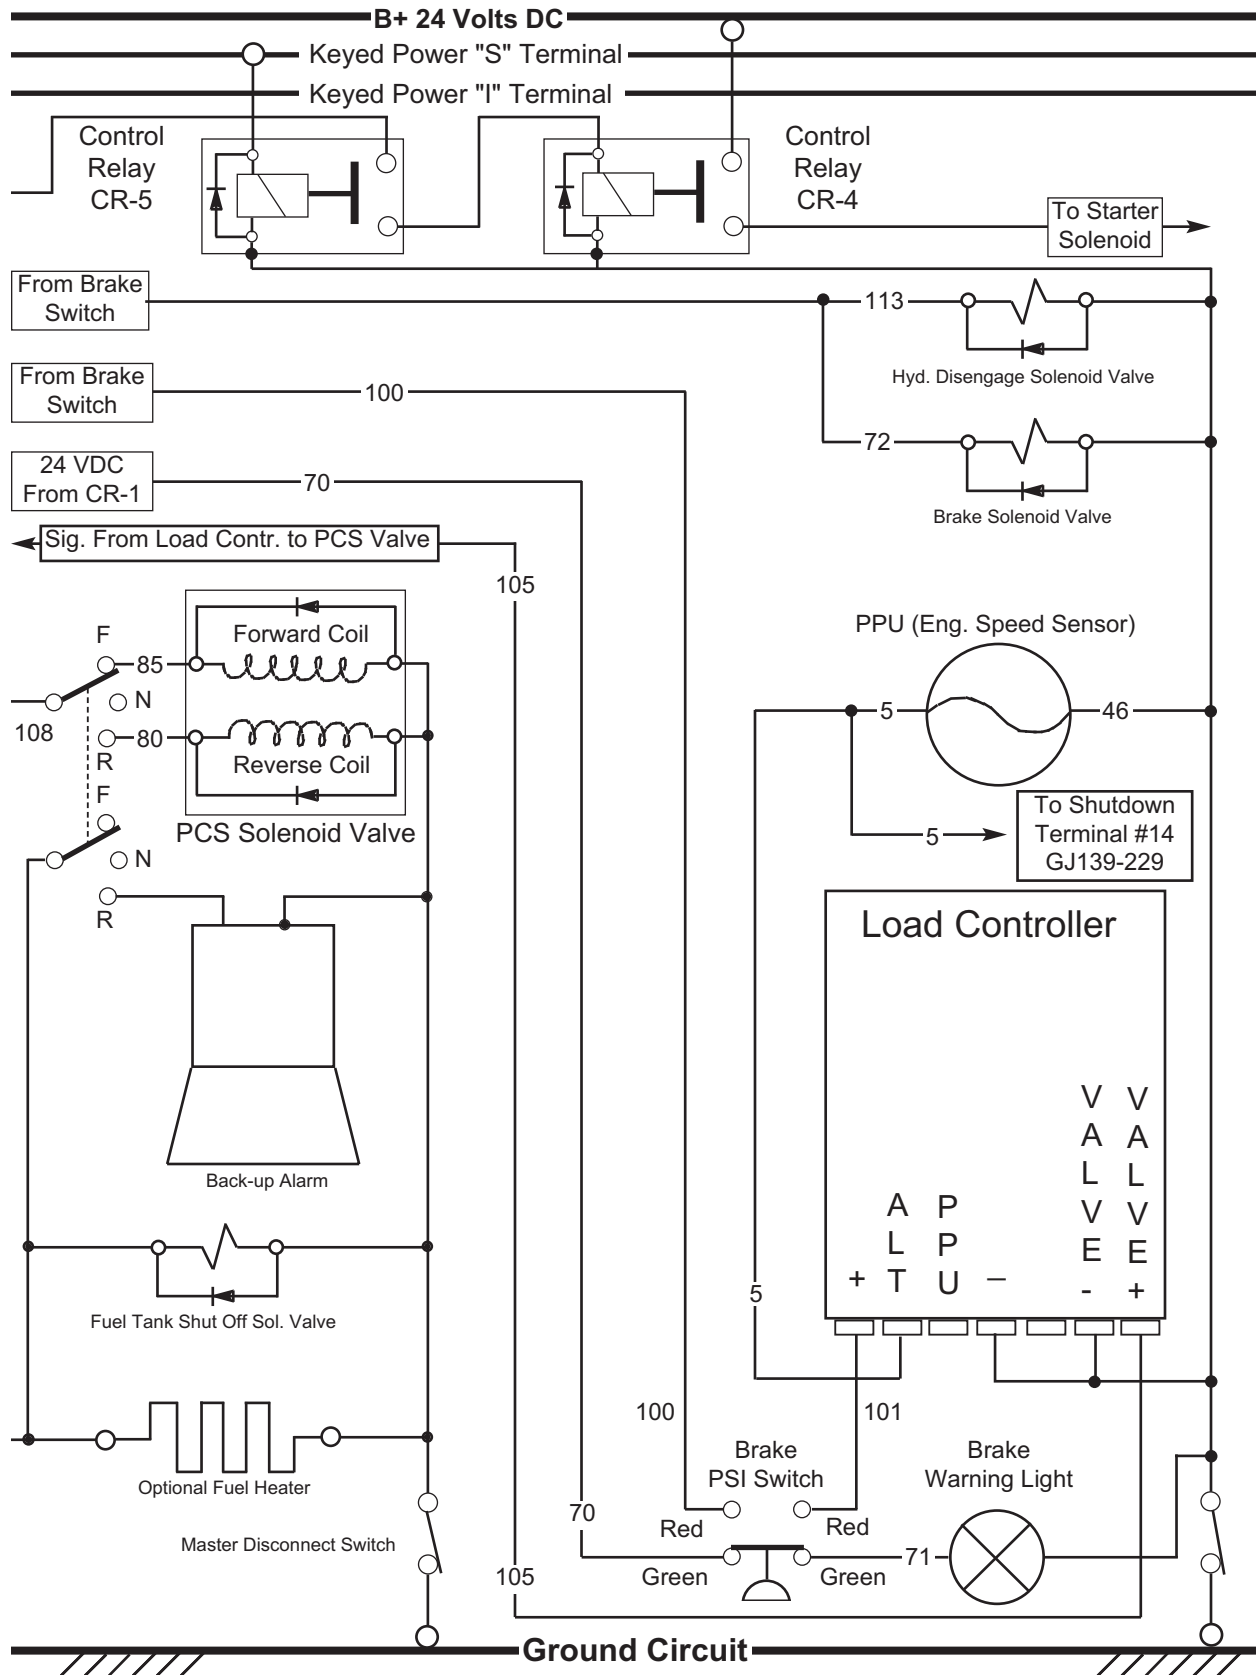 B+ 24 Volts DC
Keyed Power "S" Terminal
Keyed Power "I" Terminal
Control
Relay
CR-5
Control
Relay
CR-4
To Starter
Solenoid
From Brake
Switch
113
Hyd. Disengage Solenoid Valve
From Brake
Switch
100
72
Brake Solenoid Valve
24 VDC
From CR-1
70
Sig. From Load Contr. to PCS Valve
105
F
85
Forward Coil
N
108
R
80
Reverse Coil
F
PCS Solenoid Valve
N
R
PPU (Eng. Speed Sensor)
5
46
5
To Shutdown
Terminal #14
GJ139-229
Load Controller
+
ALT
PPU
–
VALVE -
VALVE +
Back-up Alarm
Fuel Tank Shut Off Sol. Valve
5
Optional Fuel Heater
100
101
Brake
PSI Switch
Brake
Warning Light
Master Disconnect Switch
70
Red
Red
71
Green
Green
105
Ground Circuit